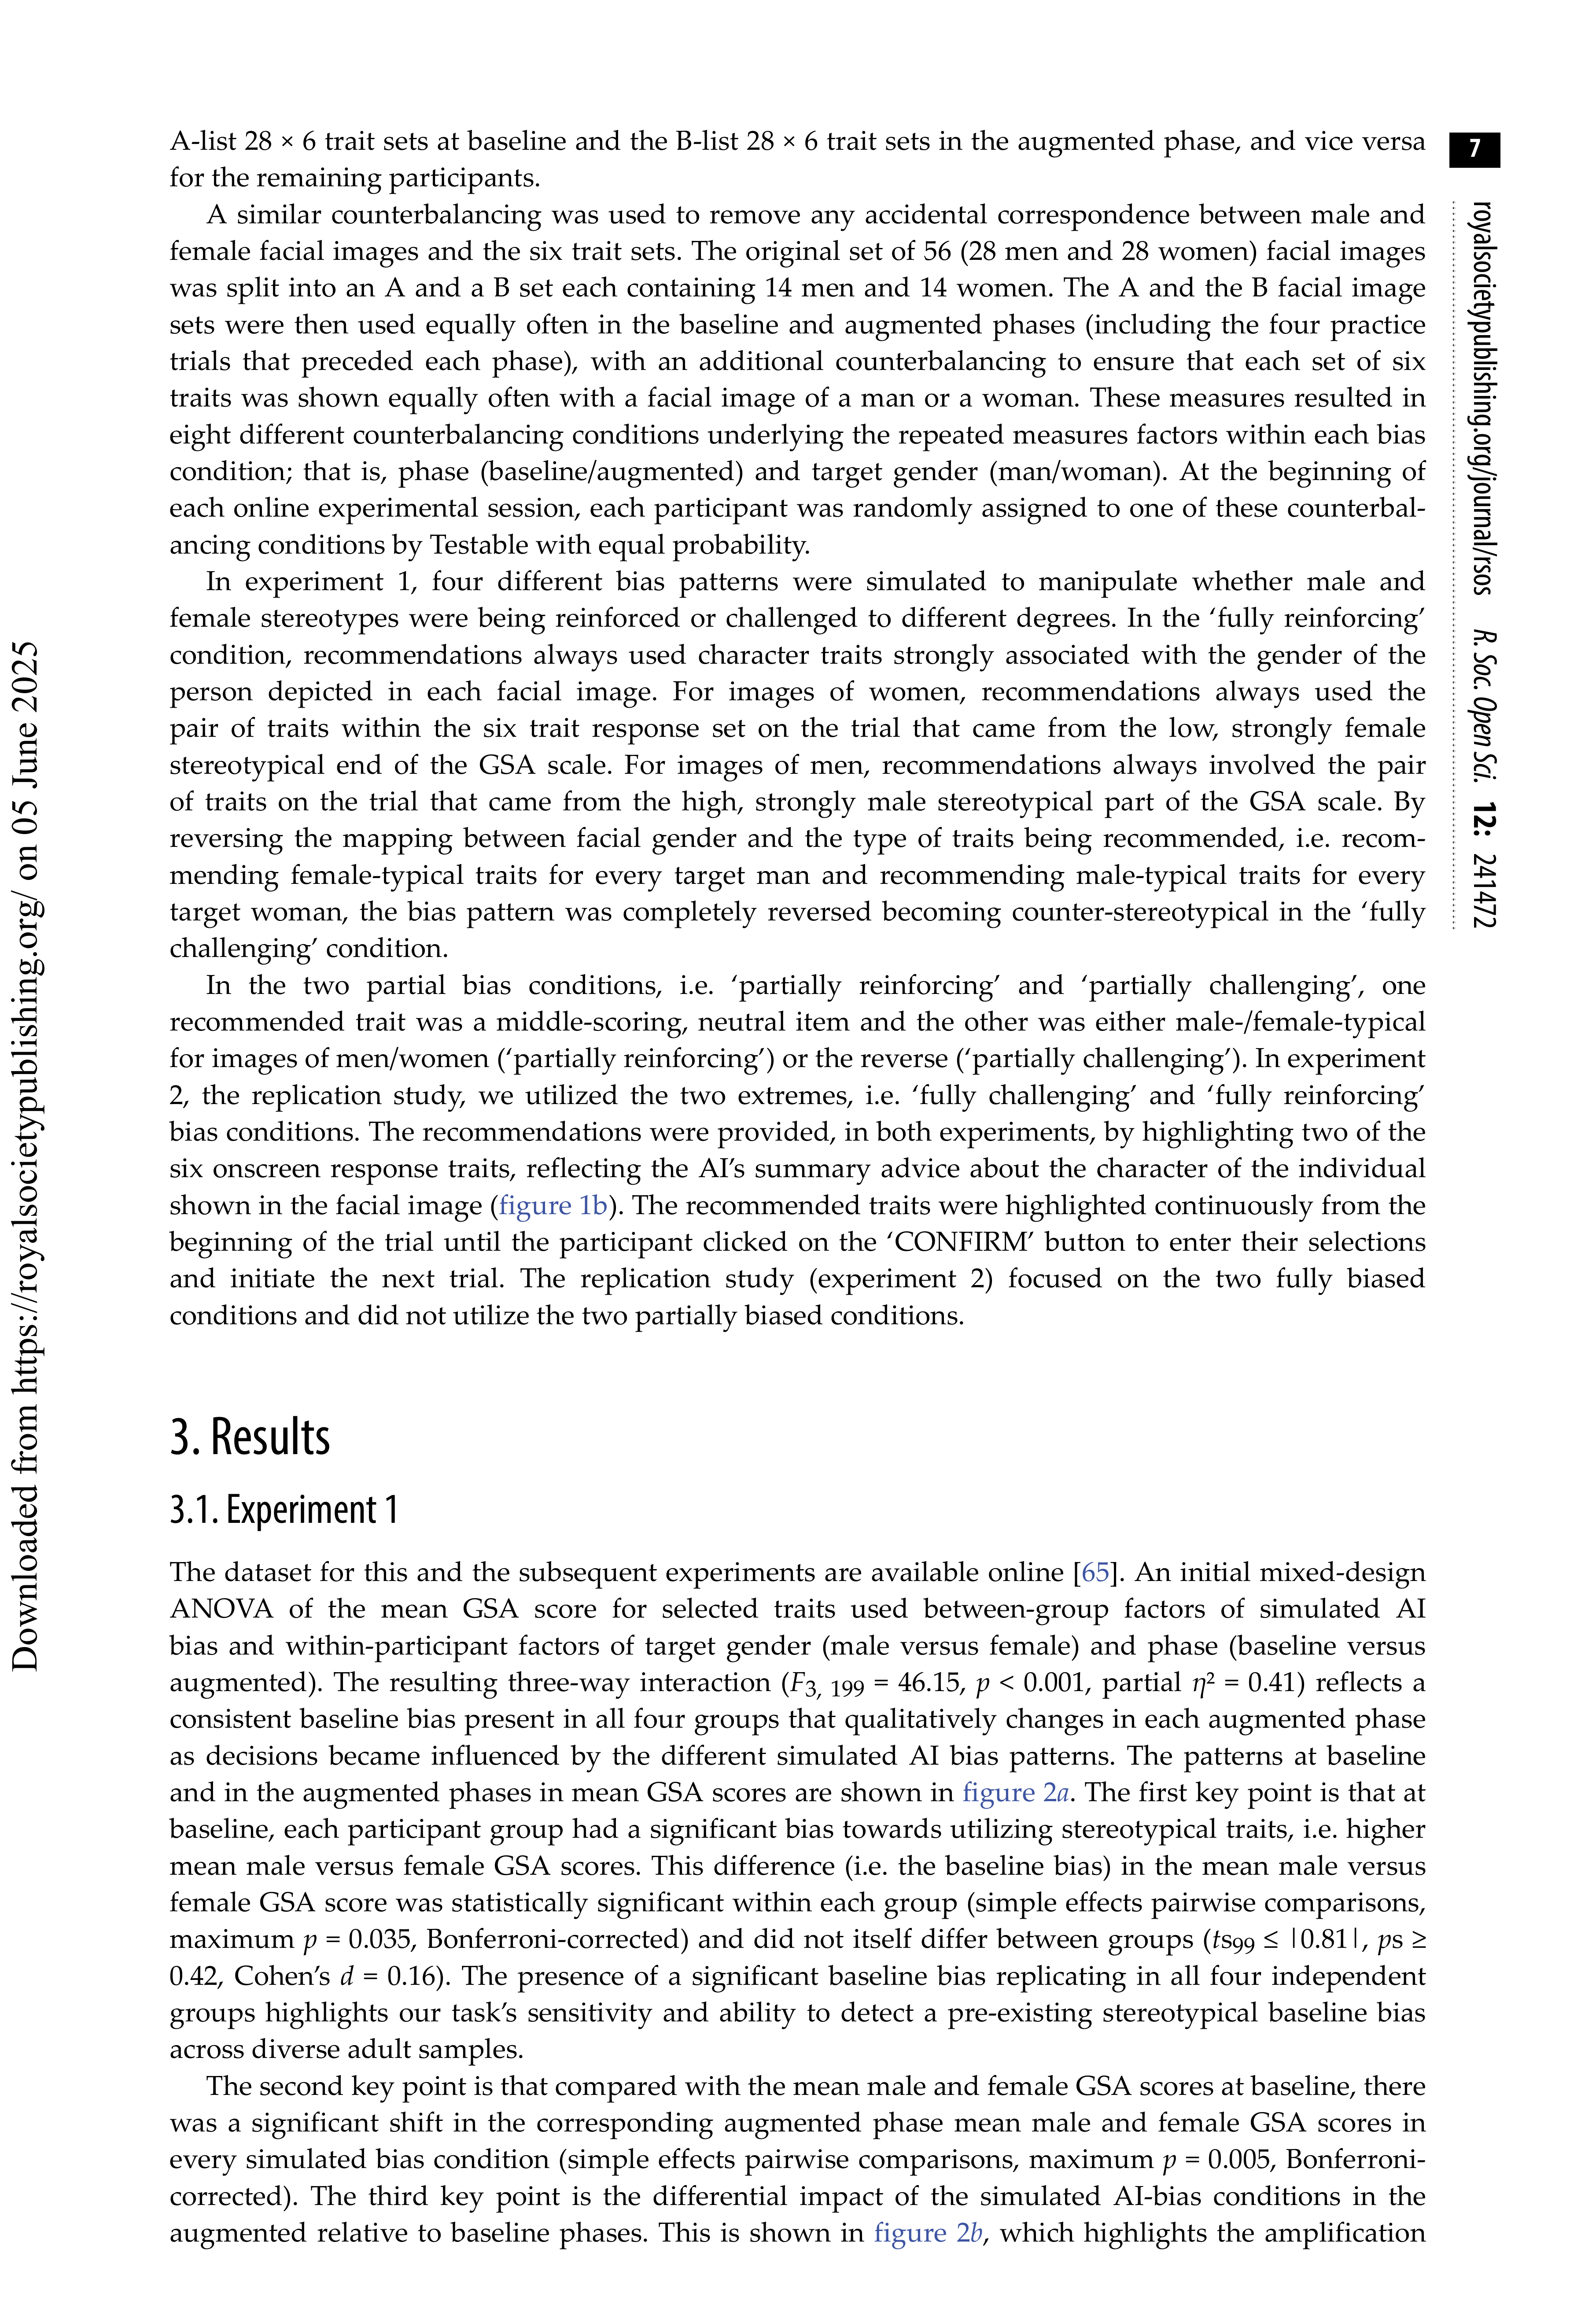 A-list 28 × 6 trait sets at baseline and the B-list 28 × 6 trait sets in the augmented phase, and vice versa
for the remaining participants.
A similar counterbalancing was used to remove any accidental correspondence between male and
female facial images and the six trait sets. The original set of 56 (28 men and 28 women) facial images
was split into an A and a B set each containing 14 men and 14 women. The A and the B facial image
sets were then used equally often in the baseline and augmented phases (including the four practice
trials that preceded each phase), with an additional counterbalancing to ensure that each set of six
traits was shown equally often with a facial image of a man or a woman. These measures resulted in
eight different counterbalancing conditions underlying the repeated measures factors within each bias
condition; that is, phase (baseline/augmented) and target gender (man/woman). At the beginning of
each online experimental session, each participant was randomly assigned to one of these counterbal-
ancing conditions by Testable with equal probability.
In experiment 1, four different bias patterns were simulated to manipulate whether male and
female stereotypes were being reinforced or challenged to different degrees. In the ‘fully reinforcing’
condition, recommendations always used character traits strongly associated with the gender of the
person depicted in each facial image. For images of women, recommendations always used the
pair of traits within the six trait response set on the trial that came from the low, strongly female
stereotypical end of the GSA scale. For images of men, recommendations always involved the pair
of traits on the trial that came from the high, strongly male stereotypical part of the GSA scale. By
reversing the mapping between facial gender and the type of traits being recommended, i.e. recom-
mending female-typical traits for every target man and recommending male-typical traits for every
target woman, the bias pattern was completely reversed becoming counter-stereotypical in the ‘fully
challenging’ condition.
In the two partial bias conditions, i.e. ‘partially reinforcing’ and ‘partially challenging’, one
recommended trait was a middle-scoring, neutral item and the other was either male-/female-typical
for images of men/women (‘partially reinforcing’) or the reverse (‘partially challenging’). In experiment
2, the replication study, we utilized the two extremes, i.e. ‘fully challenging’ and ‘fully reinforcing’
bias conditions. The recommendations were provided, in both experiments, by highlighting two of the
six onscreen response traits, reflecting the AI’s summary advice about the character of the individual
shown in the facial image (figure 1b). The recommended traits were highlighted continuously from the
beginning of the trial until the participant clicked on the ‘CONFIRM’ button to enter their selections
and initiate the next trial. The replication study (experiment 2) focused on the two fully biased
conditions and did not utilize the two partially biased conditions.
3. Results
3.1. Experiment 1
The dataset for this and the subsequent experiments are available online [65]. An initial mixed-design
ANOVA of the mean GSA score for selected traits used between-group factors of simulated AI
bias and within-participant factors of target gender (male versus female) and phase (baseline versus
augmented). The resulting three-way interaction (F3, 199 = 46.15, p < 0.001, partial η² = 0.41) reflects a
consistent baseline bias present in all four groups that qualitatively changes in each augmented phase
as decisions became influenced by the different simulated AI bias patterns. The patterns at baseline
and in the augmented phases in mean GSA scores are shown in figure 2a. The first key point is that at
baseline, each participant group had a significant bias towards utilizing stereotypical traits, i.e. higher
mean male versus female GSA scores. This difference (i.e. the baseline bias) in the mean male versus
female GSA score was statistically significant within each group (simple effects pairwise comparisons,
maximum p = 0.035, Bonferroni-corrected) and did not itself differ between groups (ts99 ≤ |0.81|, ps ≥
0.42, Cohen’s d = 0.16). The presence of a significant baseline bias replicating in all four independent
groups highlights our task’s sensitivity and ability to detect a pre-existing stereotypical baseline bias
across diverse adult samples.
The second key point is that compared with the mean male and female GSA scores at baseline, there
was a significant shift in the corresponding augmented phase mean male and female GSA scores in
every simulated bias condition (simple effects pairwise comparisons, maximum p = 0.005, Bonferroni-
corrected). The third key point is the differential impact of the simulated AI-bias conditions in the
augmented relative to baseline phases. This is shown in figure 2b, which highlights the amplification
7
royalsocietypublishing.org/journal/rsos R. Soc. Open Sci. 12: 241472
Downloaded from https://royalsocietypublishing.org/ on 05 June 2025